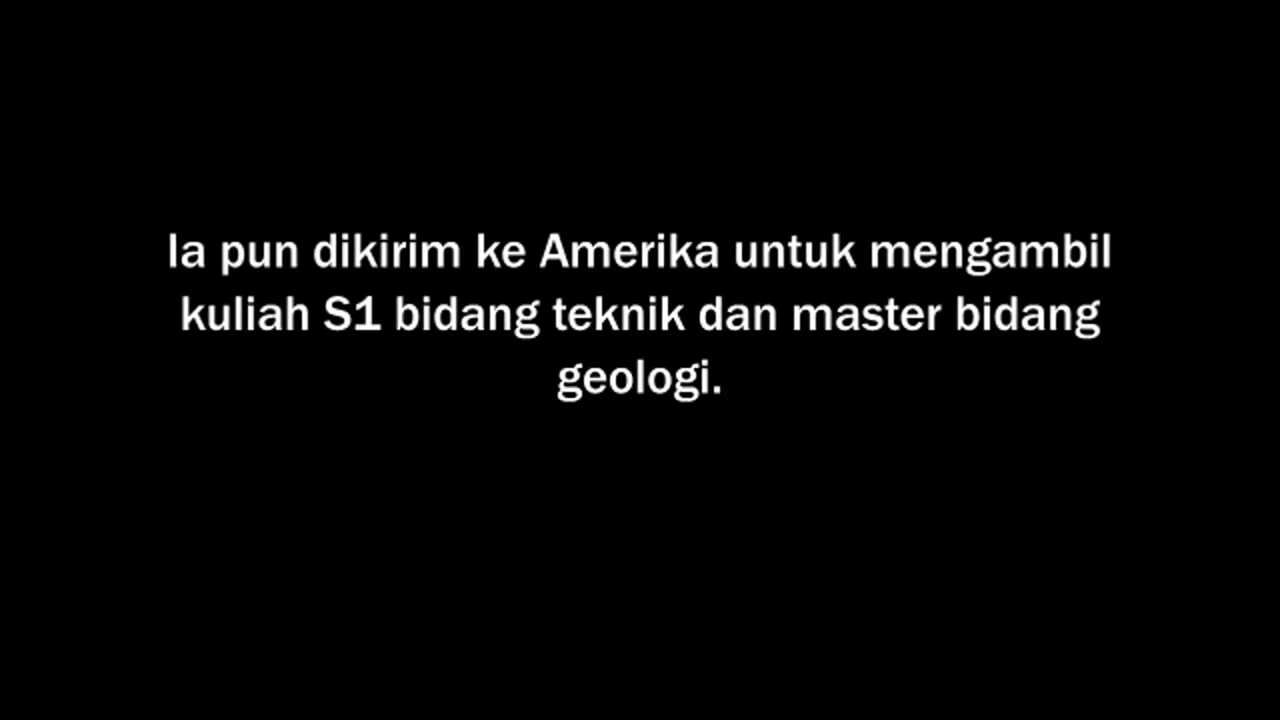 Ia pun dikirim ke Amerika untuk mengambil
kuliah S1 bidang teknik dan master bidang
geologi.